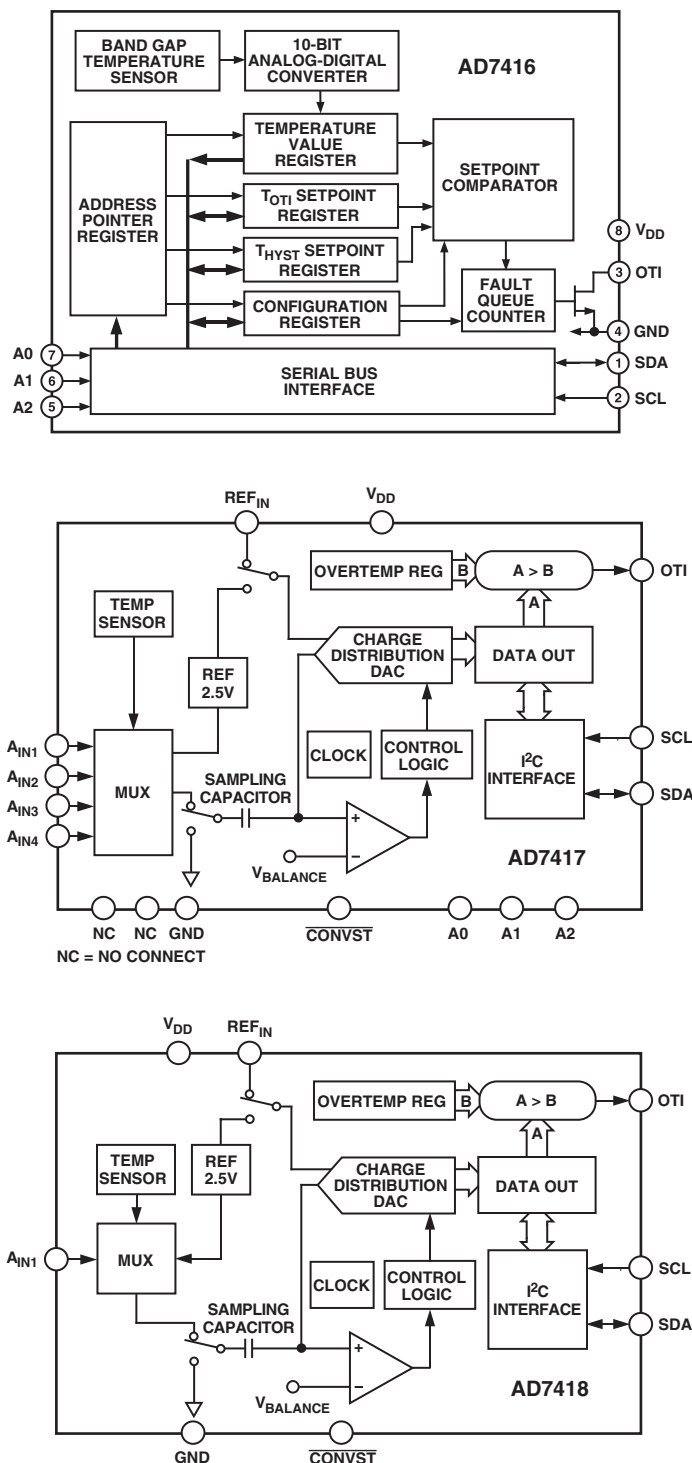 BAND GAP
TEMPERATURE
SENSOR
10-BIT
ANALOG-DIGITAL
CONVERTER
AD7416
ADDRESS
POINTER
REGISTER
TEMPERATURE
VALUE
REGISTER
SETPOINT
COMPARATOR
TOTI SETPOINT
REGISTER
THYST SETPOINT
REGISTER
CONFIGURATION
REGISTER
FAULT
QUEUE
COUNTER
8 VDD
3 OTI
4 GND
1 SDA
2 SCL
A0 7
A1 6
A2 5
SERIAL BUS
INTERFACE
REFIN
VDD
OVERTEMP REG
B
A > B
OTI
A
TEMP
SENSOR
REF
2.5V
CHARGE
DISTRIBUTION
DAC
DATA OUT
AIN1
AIN2
AIN3
AIN4
MUX
SAMPLING
CAPACITOR
CLOCK
CONTROL
LOGIC
I2C
INTERFACE
SCL
SDA
+
−
VBALANCE
AD7417
NC
NC
GND
CONVST
A0
A1
A2
NC = NO CONNECT
VDD
REFIN
OVERTEMP REG
B
A > B
OTI
A
TEMP
SENSOR
REF
2.5V
CHARGE
DISTRIBUTION
DAC
DATA OUT
AIN1
MUX
SAMPLING
CAPACITOR
CLOCK
CONTROL
LOGIC
I2C
INTERFACE
SCL
SDA
+
−
VBALANCE
AD7418
GND
CONVST